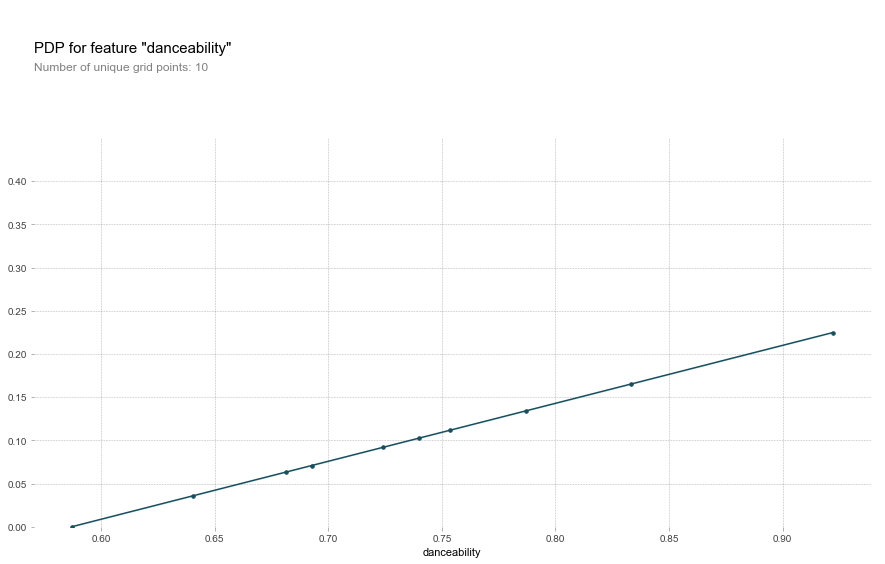 PDP for feature "danceability"
Number of unique grid points: 10
0.40
0.35
0.30
0.25
0.20
0.15
0.10
0.05
0.00
0.60 0.65 0.70 0.75 0.80 0.85 0.90
danceability